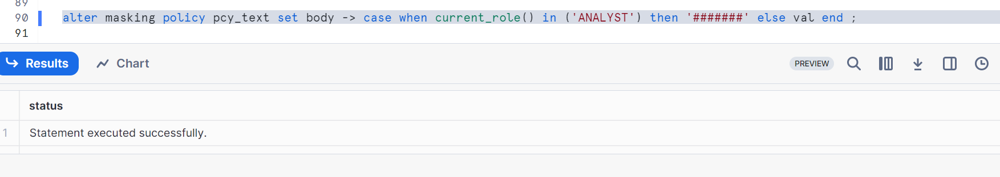 89
90 alter masking policy pcy_text set body -> case when current_role() in ('ANALYST') then '#######' else val end ;
91
Results Chart PREVIEW
status
1 Statement executed successfully.